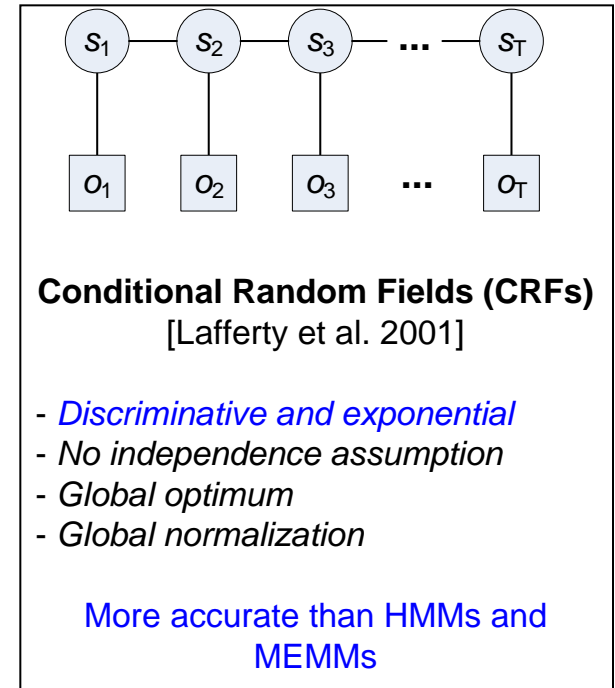 s1 s2 s3 ... sT
o1 o2 o3 ... oT
Conditional Random Fields (CRFs)
[Lafferty et al. 2001]
- Discriminative and exponential
- No independence assumption
- Global optimum
- Global normalization
More accurate than HMMs and
MEMMs